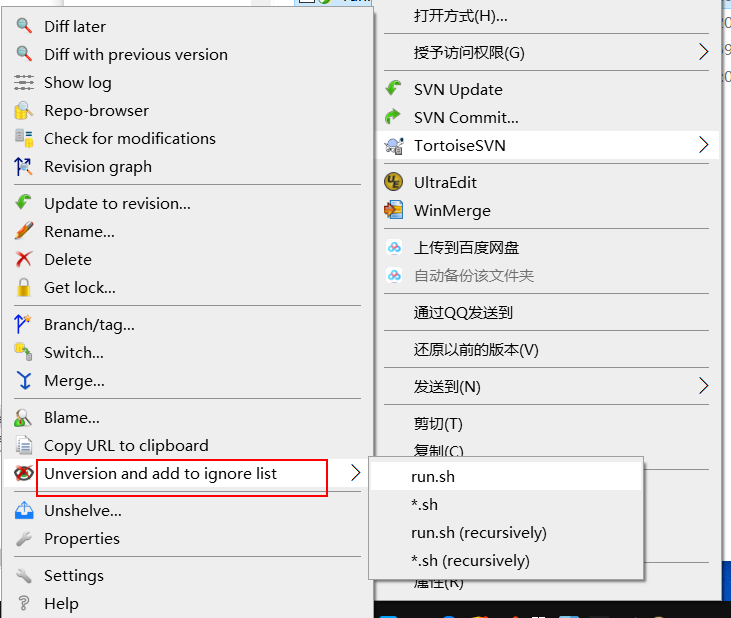 Diff later
Diff with previous version
Show log
Repo-browser
Check for modifications
Revision graph
Update to revision...
Rename...
Delete
Get lock...
Branch/tag...
Switch...
Merge...
Blame...
Copy URL to clipboard
Unversion and add to ignore list
Unshelve...
Properties
Settings
Help
打开方式(H)...
授予访问权限(G)
SVN Update
SVN Commit...
TortoiseSVN
UltraEdit
WinMerge
上传到百度网盘
自动备份该文件夹
通过QQ发送到
还原以前的版本(V)
发送到(N)
剪切(T)
复制(C)
run.sh
*.sh
run.sh (recursively)
*.sh (recursively)
属性(R)